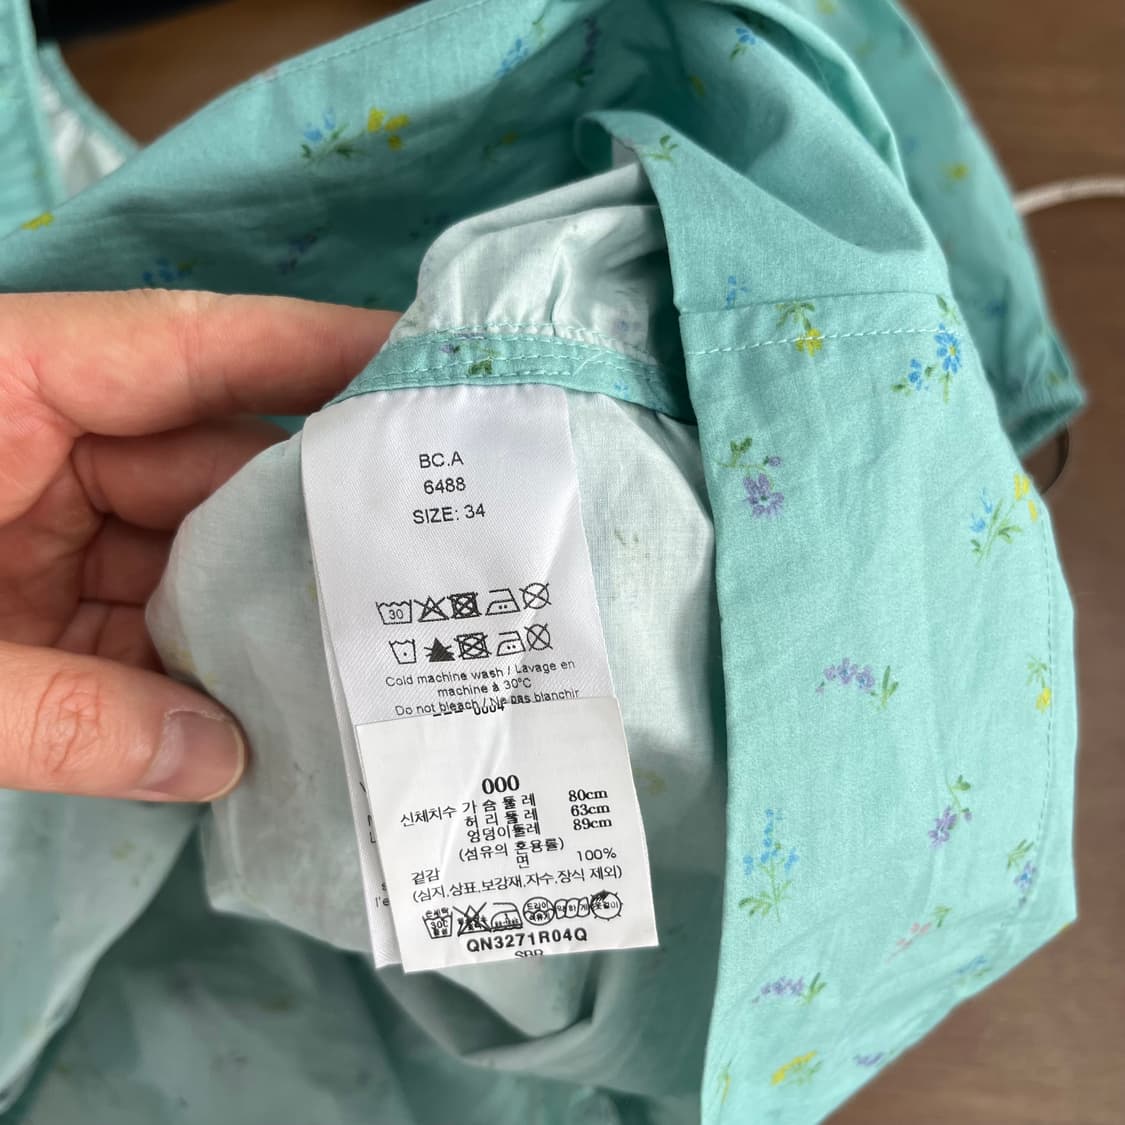 BC.A
6488
SIZE: 34
30
Cold machine wash / Lavage en
machine à 30°C
Do not bleach / Ne pas blanchir
000
신체치수 가 슴 둘 레 80cm
허 리 둘 레 63cm
엉덩이둘레 89cm
(섬유의 혼용률)
겉감 면 100%
(심지,상표,보강재,자수,장식 제외)
QN3271R04Q